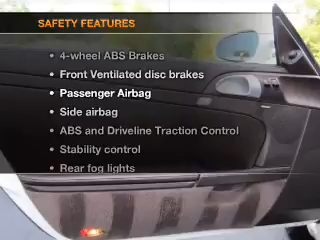 SAFETY FEATURES
• 4-wheel ABS Brakes
• Front Ventilated disc brakes
• Passenger Airbag
• Side airbag
• ABS and Driveline Traction Control
• Stability control
• Rear fog lights